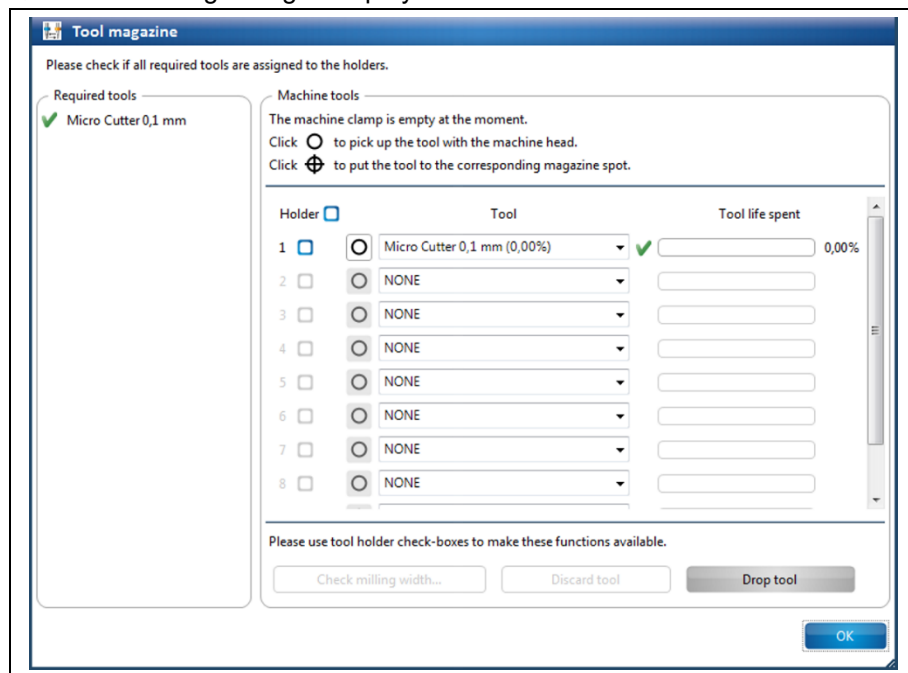 Tool magazine
Please check if all required tools are assigned to the holders.
Required tools
Micro Cutter 0,1 mm
Machine tools
The machine clamp is empty at the moment.
Click to pick up the tool with the machine head.
Click to put the tool to the corresponding magazine spot.
Holder Tool Tool life spent
1 Micro Cutter 0,1 mm (0,00%) 0,00%
2 NONE
3 NONE
4 NONE
5 NONE
6 NONE
7 NONE
8 NONE
Please use tool holder check-boxes to make these functions available.
Check milling width... Discard tool Drop tool
OK